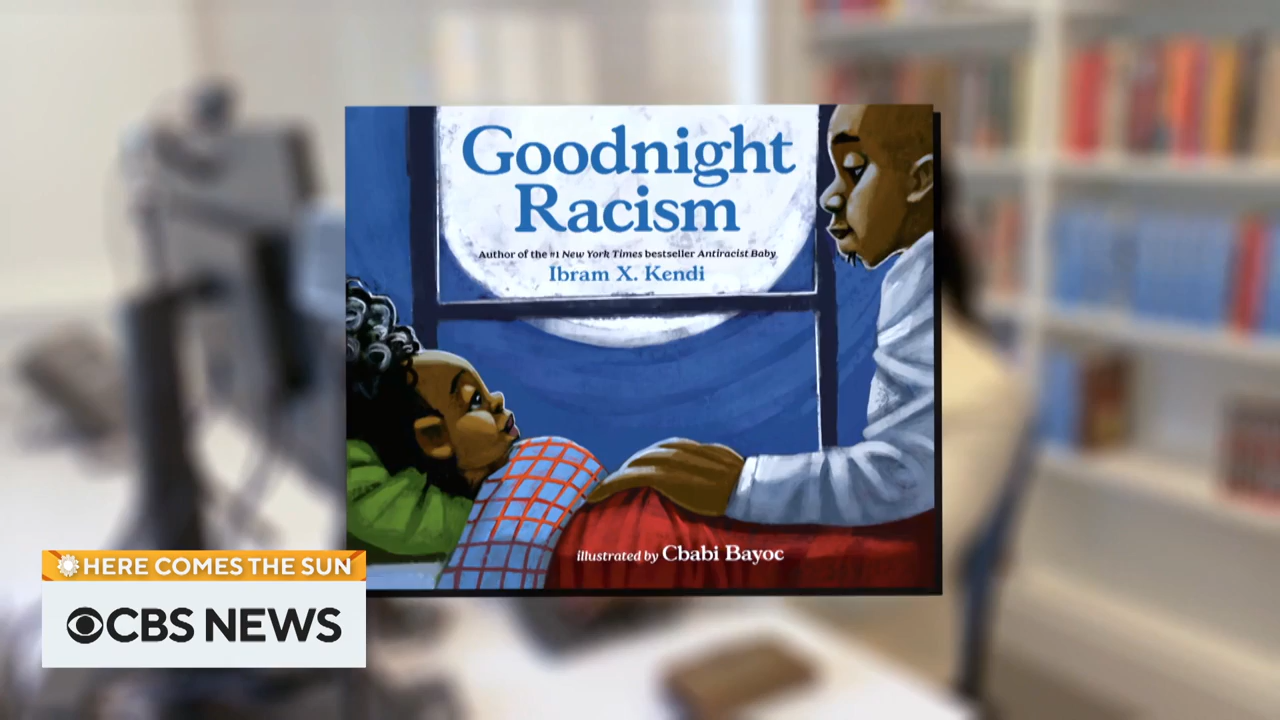 Goodnight
Racism
Author of the #1 New York Times bestseller Antiracist Baby
Ibram X. Kendi
illustrated by Cbabi Bayoc
HERE COMES THE SUN
CBS NEWS